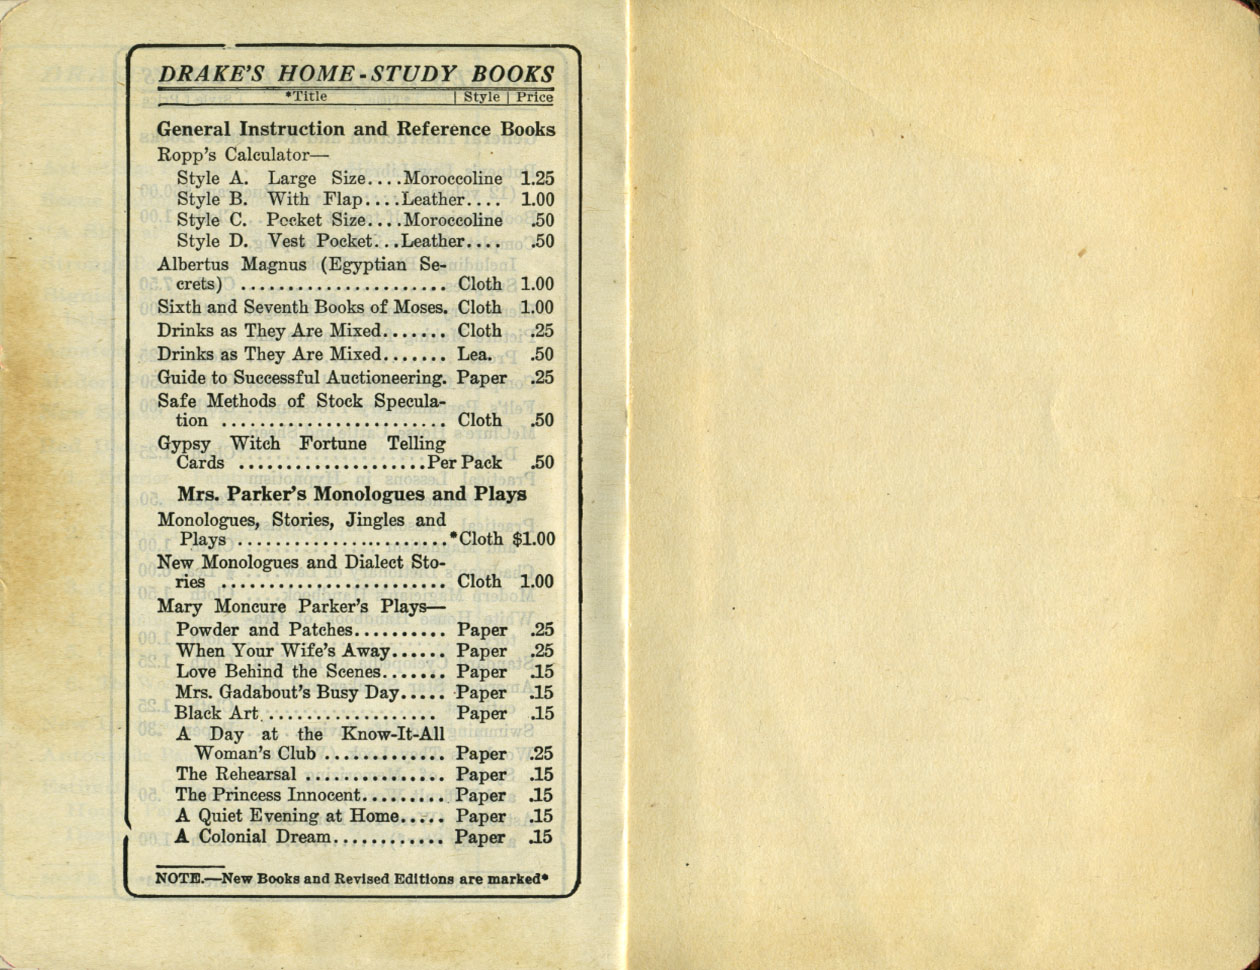 DRAKE'S HOME-STUDY BOOKS
*Title | Style | Price
General Instruction and Reference Books
Ropp's Calculator—
Style A. Large Size....Moroccoline 1.25
Style B. With Flap....Leather.... 1.00
Style C. Pocket Size....Moroccoline .50
Style D. Vest Pocket...Leather.... .50
Albertus Magnus (Egyptian Se-
crets) ...................... Cloth 1.00
Sixth and Seventh Books of Moses. Cloth 1.00
Drinks as They Are Mixed....... Cloth .25
Drinks as They Are Mixed....... Lea. .50
Guide to Successful Auctioneering. Paper .25
Safe Methods of Stock Specula-
tion ........................ Cloth .50
Gypsy Witch Fortune Telling
Cards ....................Per Pack .50
Mrs. Parker's Monologues and Plays
Monologues, Stories, Jingles and
Plays .......................*Cloth $1.00
New Monologues and Dialect Sto-
ries ........................ Cloth 1.00
Mary Moncure Parker's Plays—
Powder and Patches.......... Paper .25
When Your Wife's Away...... Paper .25
Love Behind the Scenes....... Paper .15
Mrs. Gadabout's Busy Day..... Paper .15
Black Art................... Paper .15
A Day at the Know-It-All
Woman's Club ............. Paper .25
The Rehearsal ............... Paper .15
The Princess Innocent......... Paper .15
A Quiet Evening at Home..... Paper .15
A Colonial Dream............ Paper .15
NOTE.—New Books and Revised Editions are marked*